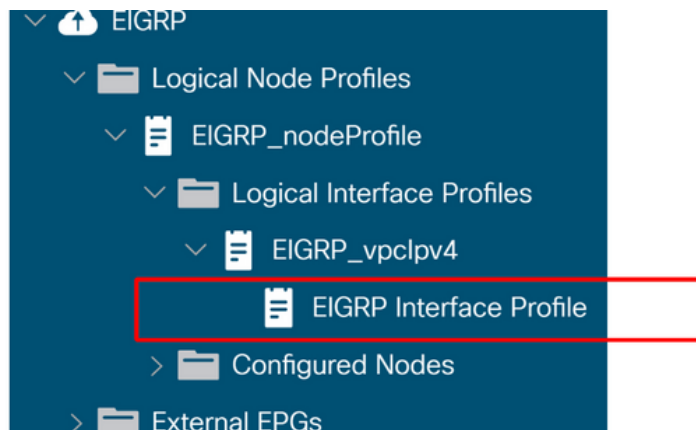 EIGRP
Logical Node Profiles
EIGRP_nodeProfile
Logical Interface Profiles
EIGRP_vpcIpv4
EIGRP Interface Profile
Configured Nodes
External EPGs